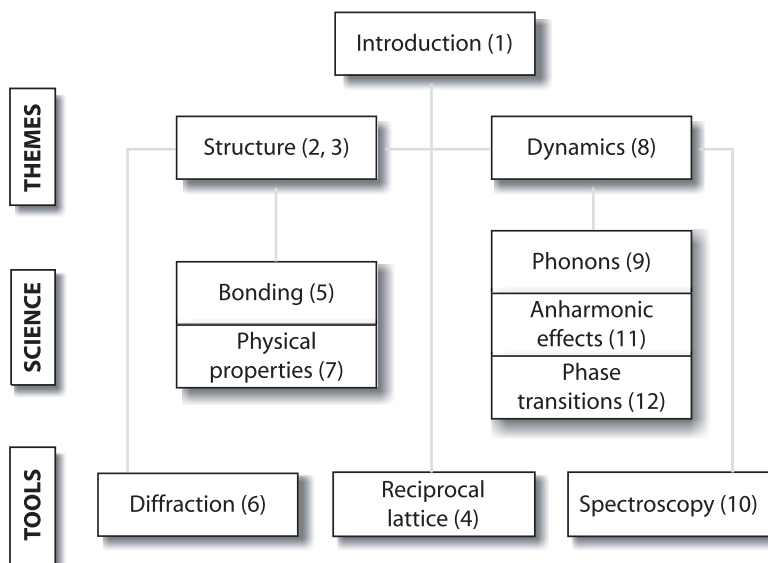 Introduction (1)
THEMES
Structure (2, 3)
Dynamics (8)
SCIENCE
Bonding (5)
Physical
properties (7)
Phonons (9)
Anharmonic
effects (11)
Phase
transitions (12)
TOOLS
Diffraction (6)
Reciprocal
lattice (4)
Spectroscopy (10)